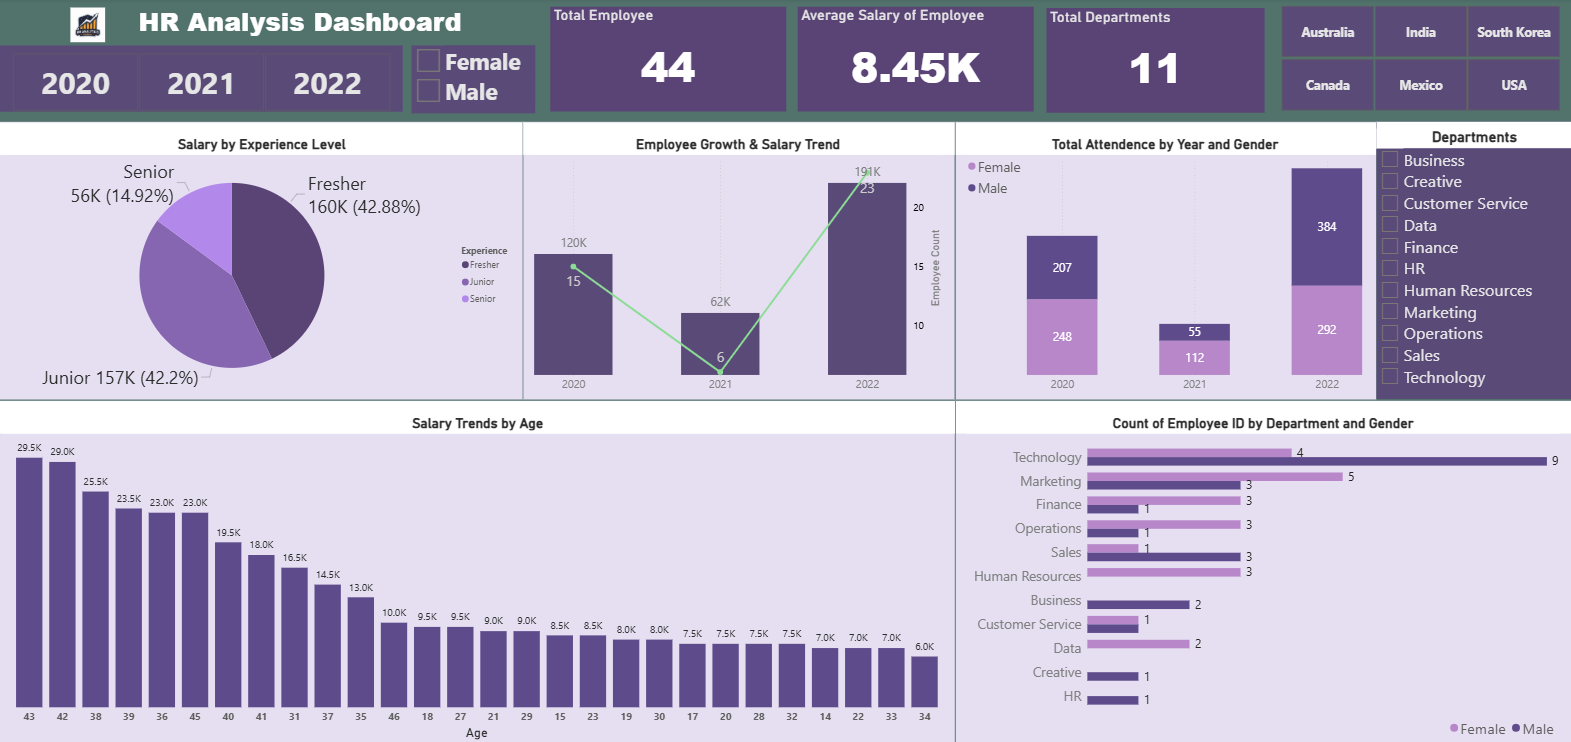 HR Analysis Dashboard
2020
2021
2022
Female
Male
Total Employee
44
Average Salary of Employee
8.45K
Total Departments
11
Australia
India
South Korea
Canada
Mexico
USA
Salary by Experience Level
Senior
56K (14.92%)
Fresher
160K (42.88%)
Junior 157K (42.2%)
Experience
Fresher
Junior
Senior
Employee Growth & Salary Trend
120K
15
62K
6
191K
23
20
15
10
Employee Count
2020
2021
2022
Total Attendence by Year and Gender
Female
Male
207
248
55
112
384
292
2020
2021
2022
Departments
Business
Creative
Customer Service
Data
Finance
HR
Human Resources
Marketing
Operations
Sales
Technology
Salary Trends by Age
29.5K 29.0K 25.5K 23.5K 23.0K 23.0K 19.5K 18.0K 16.5K 14.5K 13.0K 10.0K 9.5K 9.5K 9.0K 9.0K 8.5K 8.5K 8.0K 8.0K 7.5K 7.5K 7.5K 7.5K 7.0K 7.0K 7.0K 6.0K
43 42 38 39 36 45 40 41 31 37 35 46 18 27 21 29 15 23 19 30 17 20 28 32 14 22 33 34
Age
Count of Employee ID by Department and Gender
Technology 4
9
Marketing 5
3
Finance 3
1
Operations 3
1
Sales 1
3
Human Resources 3
Business 2
Customer Service 1
Data 2
Creative 1
HR 1
Female Male